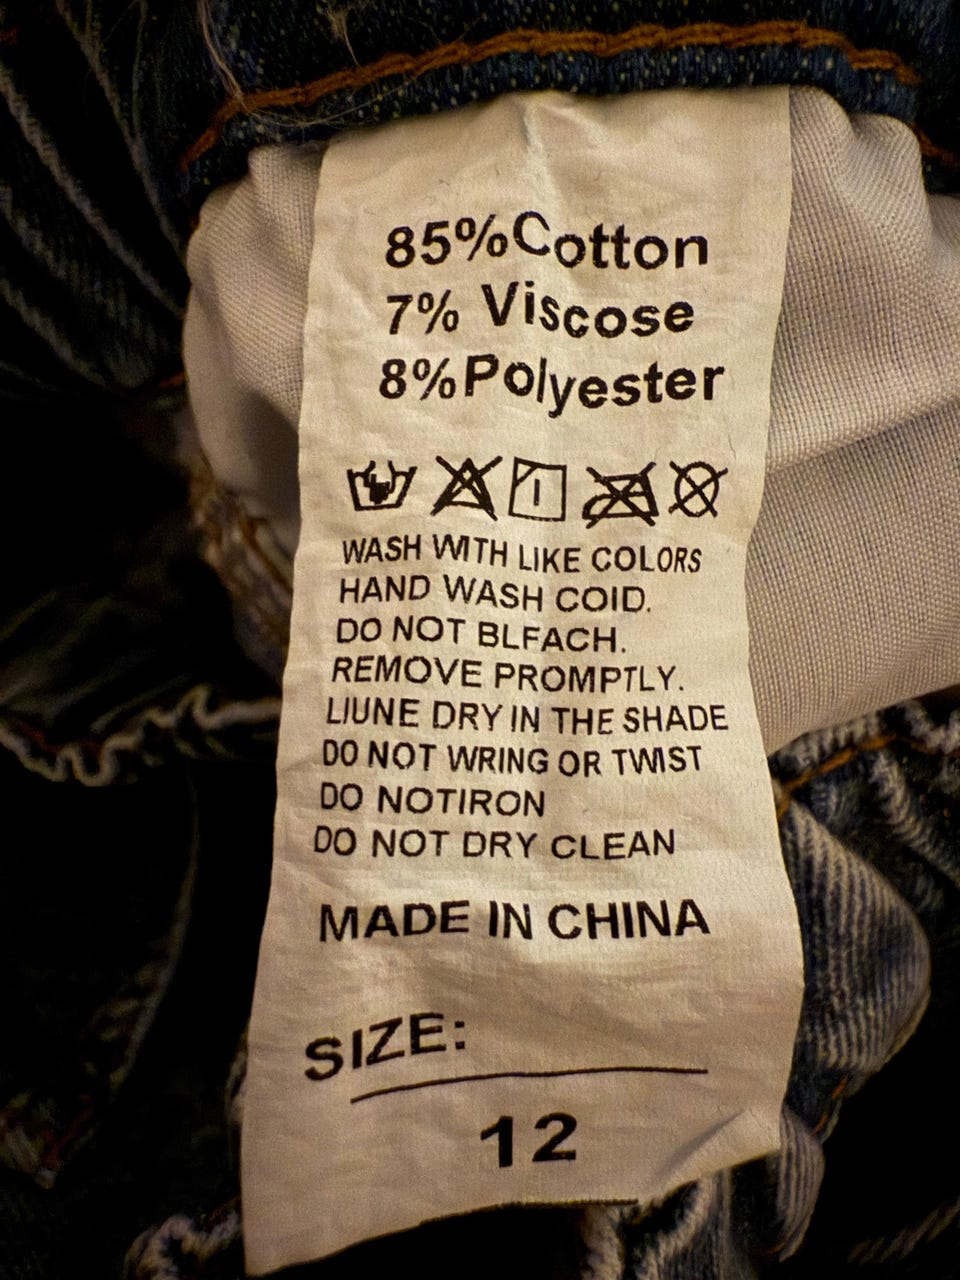 85%Cotton
7% Viscose
8%Polyester
WASH WITH LIKE COLORS
HAND WASH COID.
DO NOT BLFACH.
REMOVE PROMPTLY.
LIUNE DRY IN THE SHADE
DO NOT WRING OR TWIST
DO NOTIRON
DO NOT DRY CLEAN
MADE IN CHINA
SIZE:
12